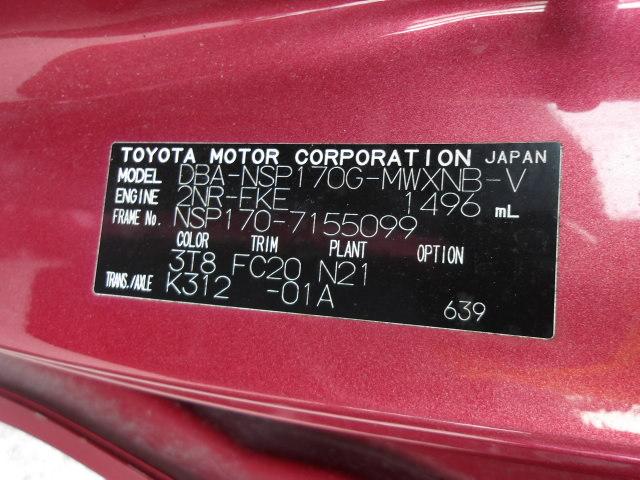 TOYOTA MOTOR CORPORATION JAPAN
MODEL DBA-NSP170G-MWXNB-V
ENGINE 2NR-FKE 1496 mL
FRAME No. NSP170-7155099
COLOR TRIM PLANT OPTION
3T8 FC20 N21
TRANS./AXLE K312 -01A
639